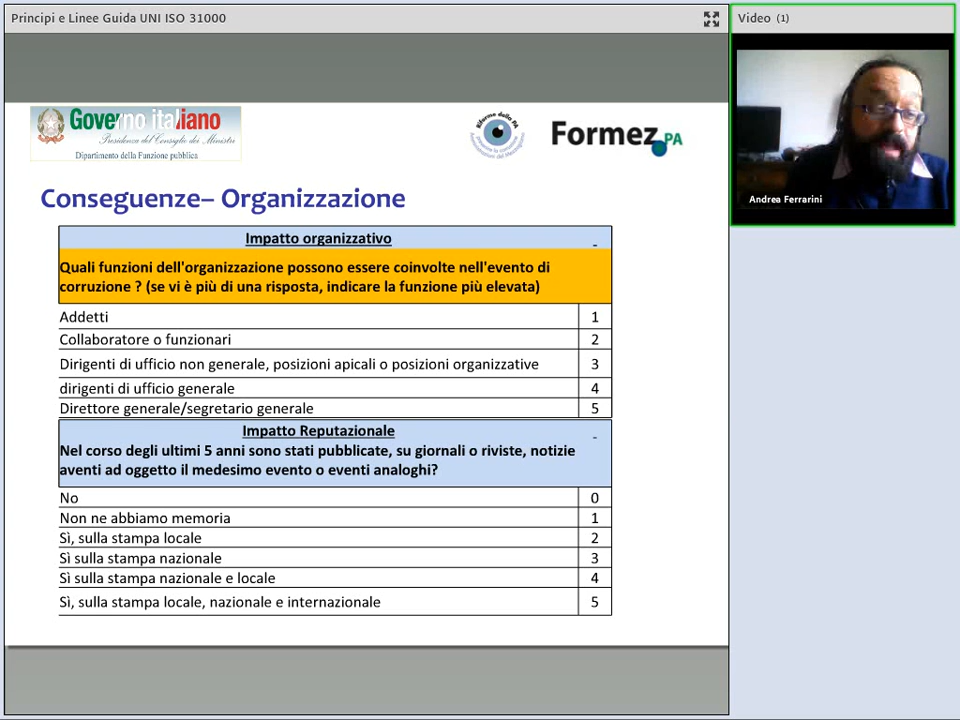 Principi e Linee Guida UNI ISO 31000
Video (1)
Governo italiano
Presidenza del Consiglio dei Ministri
Dipartimento della Funzione pubblica
Riforme della PA
Formez PA
Andrea Ferrarini
Conseguenze– Organizzazione
Impatto organizzativo -
Quali funzioni dell'organizzazione possono essere coinvolte nell'evento di
corruzione ? (se vi è più di una risposta, indicare la funzione più elevata)
Addetti 1
Collaboratore o funzionari 2
Dirigenti di ufficio non generale, posizioni apicali o posizioni organizzative 3
dirigenti di ufficio generale 4
Direttore generale/segretario generale 5
Impatto Reputazionale -
Nel corso degli ultimi 5 anni sono stati pubblicate, su giornali o riviste, notizie
aventi ad oggetto il medesimo evento o eventi analoghi?
No 0
Non ne abbiamo memoria 1
Sì, sulla stampa locale 2
Sì sulla stampa nazionale 3
Sì sulla stampa nazionale e locale 4
Sì, sulla stampa locale, nazionale e internazionale 5